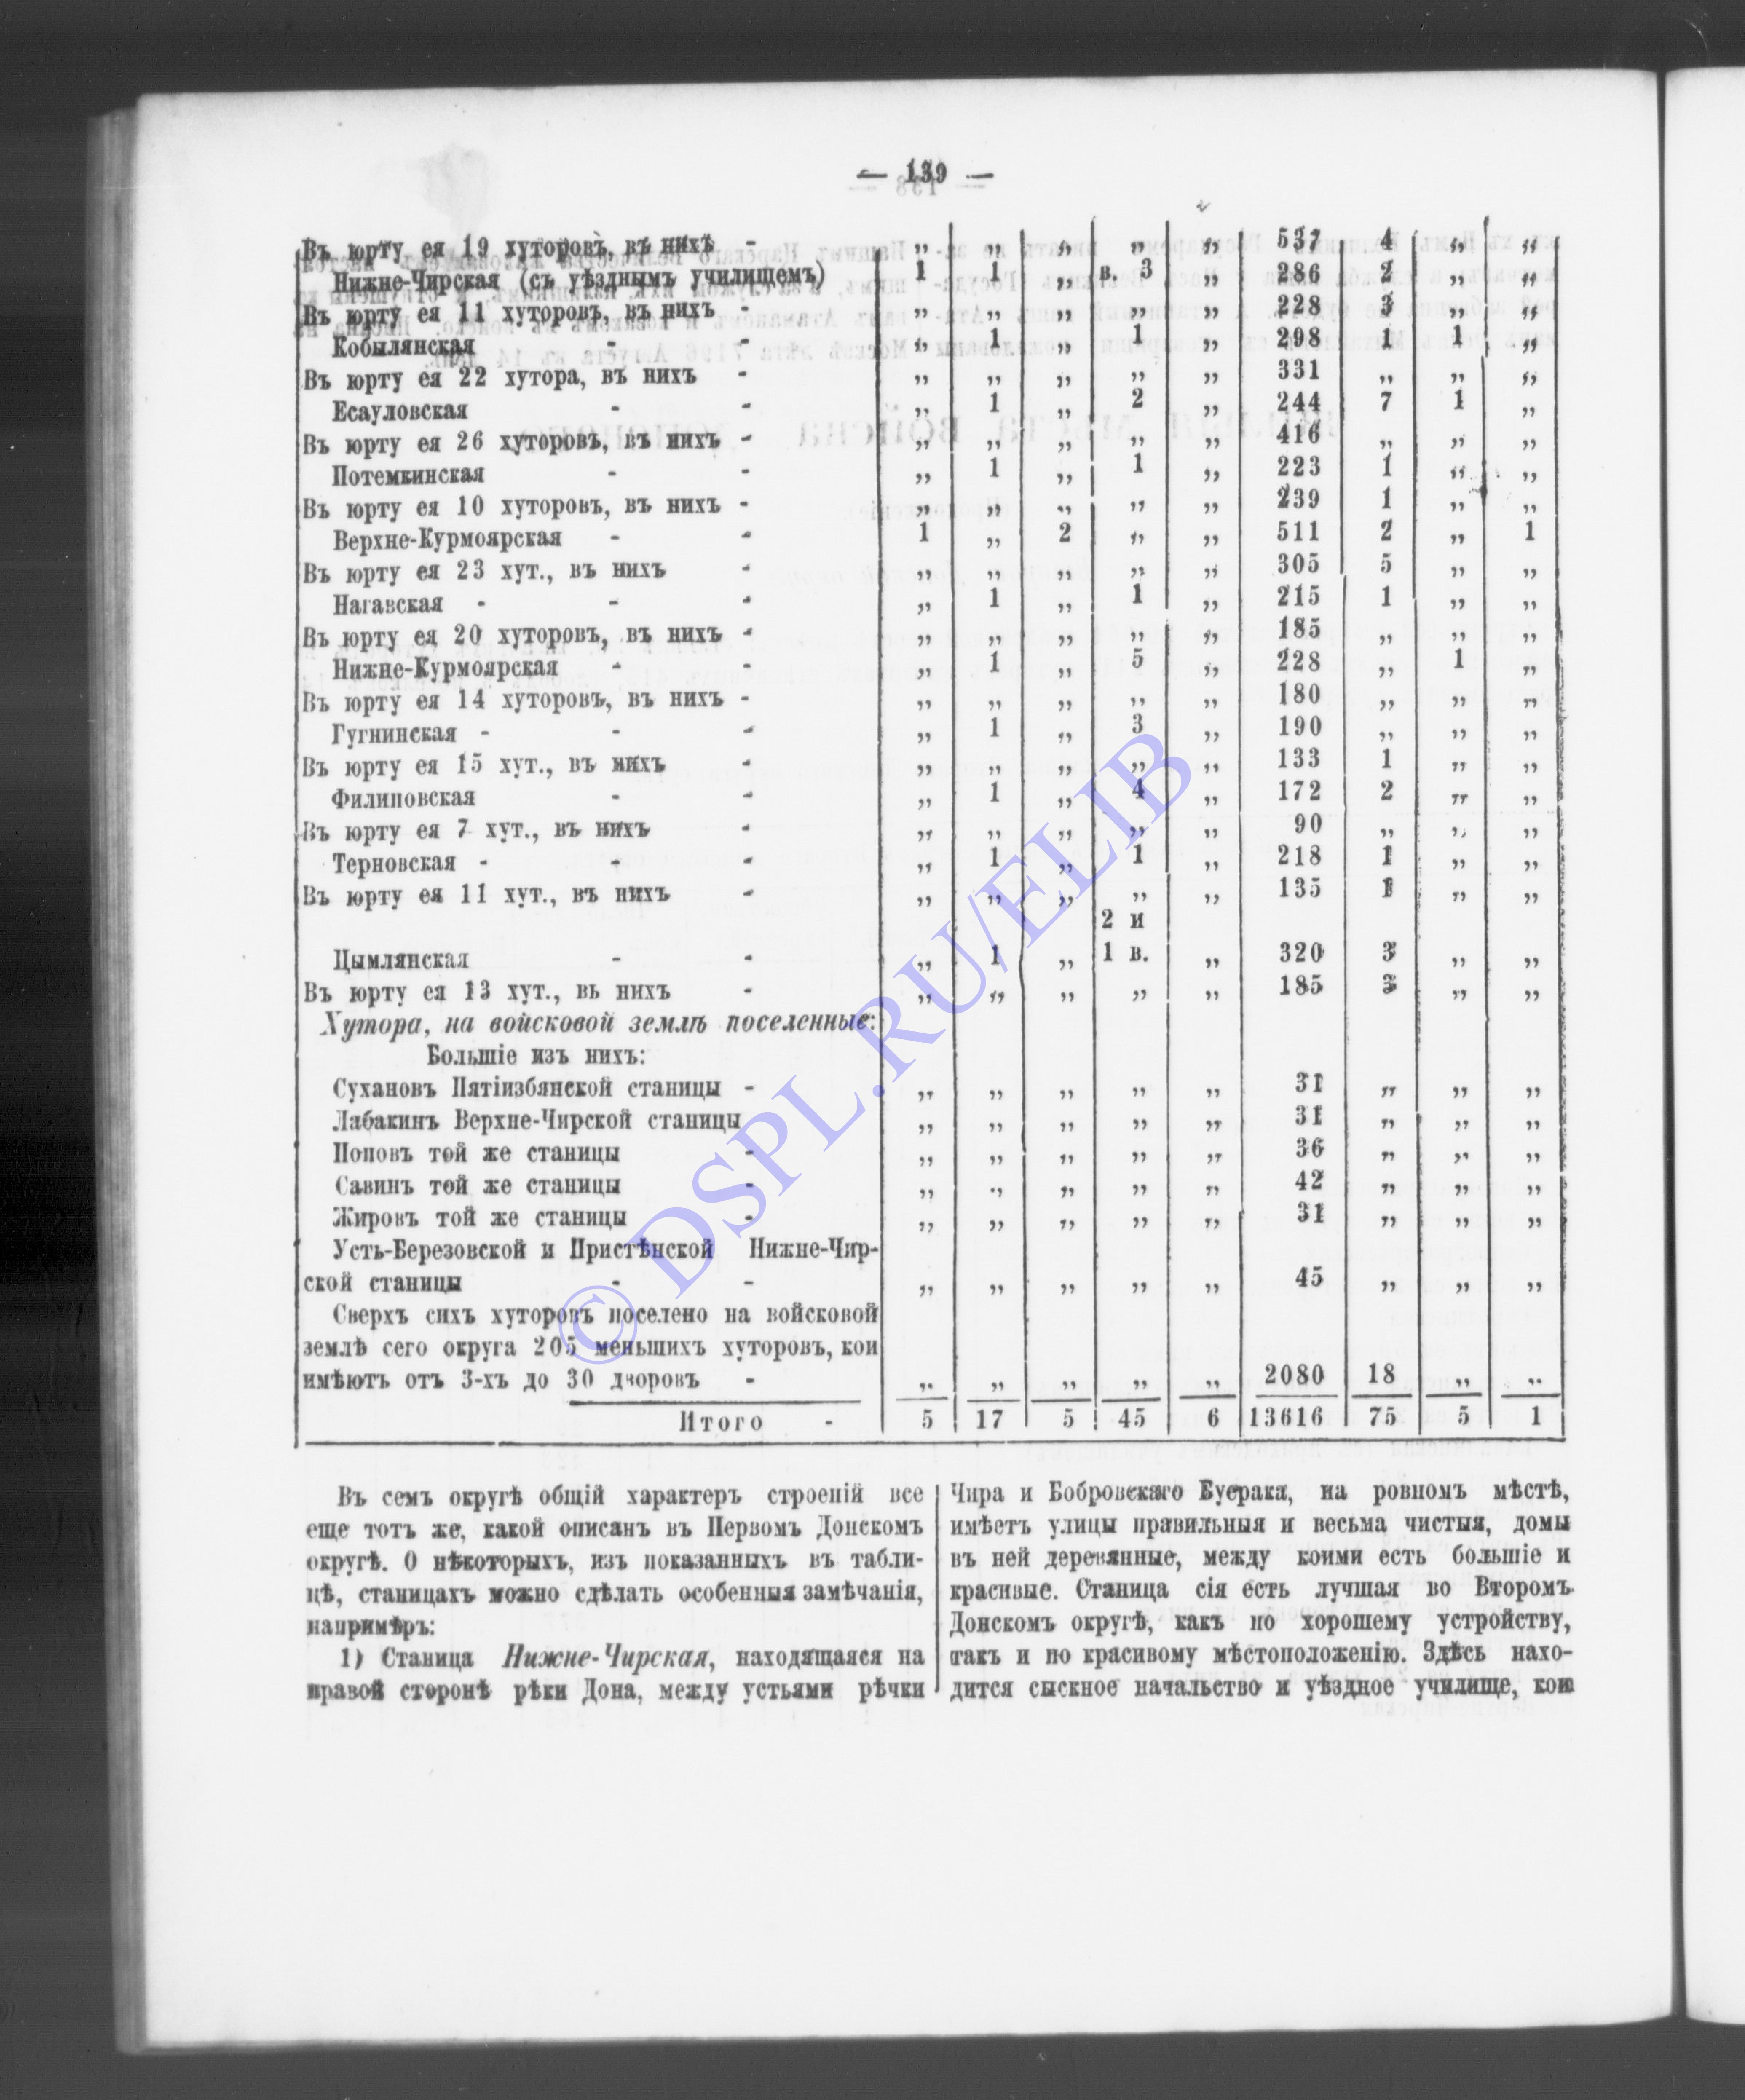 — 139 —
Въ юрту ея 19 хуторовъ, въ нихъ - „ „ „ „ „ 537 4 „ „
Нижне-Чирская (съ уѣзднымъ училищемъ) 1 1 „ в. 3 „ 286 2 „ „
Въ юрту ея 11 хуторовъ, въ нихъ - „ „ „ „ „ 228 3 „ „
Кобылянская - - „ 1 „ 1 „ 298 1 1 „
Въ юрту ея 22 хутора, въ нихъ - „ „ „ „ „ 331 „ „ „
Есауловская - - „ 1 „ 2 „ 244 7 1 „
Въ юрту ея 26 хуторовъ, въ нихъ - „ „ „ „ „ 416 „ „ „
Потемкинская - - „ 1 „ 1 „ 223 1 „ „
Въ юрту ея 10 хуторовъ, въ нихъ - „ „ „ „ „ 239 1 „ „
Верхне-Курмоярская - - 1 „ 2 „ „ 511 2 „ 1
Въ юрту ея 23 хут., въ нихъ - „ „ „ „ „ 305 5 „ „
Нагавская - - - „ 1 „ 1 „ 215 1 „ „
Въ юрту ея 20 хуторовъ, въ нихъ - „ „ „ „ „ 185 „ „ „
Нижне-Курмоярская - - „ 1 „ 5 „ 228 „ 1 „
Въ юрту ея 14 хуторовъ, въ нихъ - „ „ „ „ „ 180 „ „ „
Гугнинская - - - „ 1 „ 3 „ 190 „ „ „
Въ юрту ея 15 хут., въ нихъ - „ „ „ „ „ 133 1 „ „
Филиповская - - „ 1 „ 4 „ 172 2 „ „
Въ юрту ея 7 хут., въ нихъ - „ „ „ „ „ 90 „ „ „
Терновская - - - „ 1 „ 1 „ 218 1 „ „
Въ юрту ея 11 хут., въ нихъ - „ „ „ „ „ 135 1 „ „
2 и
Цымлянская - - „ 1 „ 1 в. „ 320 3 „ „
Въ юрту ея 13 хут., вь нихъ - „ „ „ „ „ 185 3 „ „
Хутора, на войсковой землѣ поселенные:
Большіе изъ нихъ:
Сухановъ Пятіизбянской станицы - „ „ „ „ „ 31 „ „ „
Лабакинъ Верхне-Чирской станицы „ „ „ „ „ 31 „ „ „
Поповъ той же станицы - „ „ „ „ „ 36 „ „ „
Савинъ той же станицы - „ „ „ „ „ 42 „ „ „
Жировъ той же станицы - „ „ „ „ „ 31 „ „ „
Усть-Березовской и Пристѣнской Нижне-Чир-
ской станицы - - „ „ „ „ „ 45 „ „ „
Сверхъ сихъ хуторовъ поселено на войсковой
землѣ сего округа 205 меньшихъ хуторовъ, кои
имѣютъ отъ 3-хъ до 30 дворовъ - „ „ „ „ „ 2080 18 „ „
Итого - 5 17 5 45 6 13616 75 5 1
Въ семъ округѣ общій характеръ строеній все
еще тотъ же, какой описанъ въ Первомъ Донскомъ
округѣ. О нѣкоторыхъ, изъ показанныхъ въ табли-
цѣ, станицахъ можно сдѣлать особенныя замѣчанія,
напримѣръ:
1) Станица Нижне-Чирская, находящаяся на
правой сторонѣ рѣки Дона, между устьями рѣчки
Чира и Бобровскаго Буерака, на ровномъ мѣстѣ,
имѣетъ улицы правильныя и весьма чистыя, домы
въ ней деревянные, между коими есть большіе и
красивые. Станица сія есть лучшая во Второмъ
Донскомъ округѣ, какъ по хорошему устройству,
такъ и по красивому мѣстоположенію. Здѣсь нахо-
дится сыскное начальство и уѣздное училище, кои
© DSPL.RU/ELIB